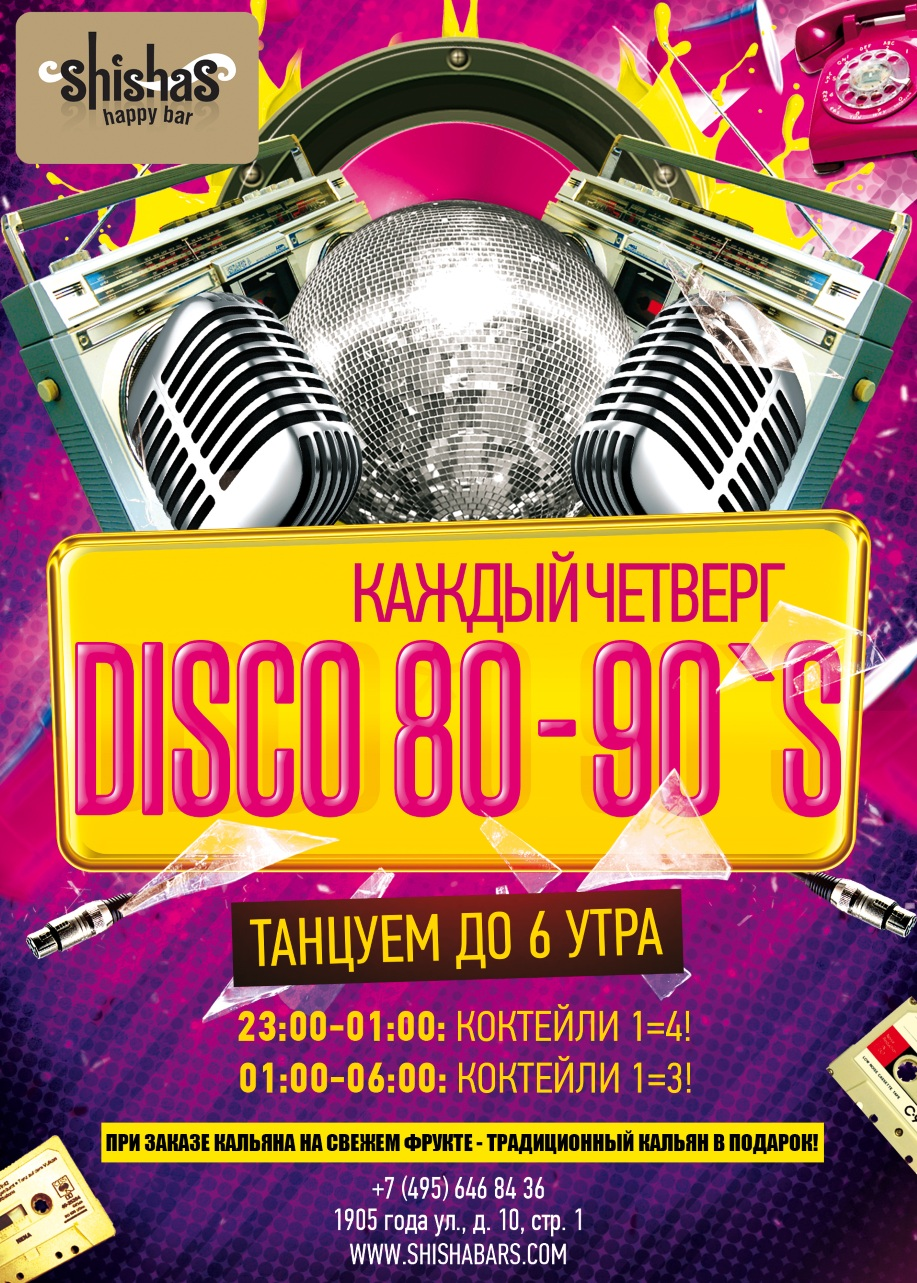 shishas
happy bar
КАЖДЫЙ ЧЕТВЕРГ
DISCO 80-90`S
ТАНЦУЕМ ДО 6 УТРА
23:00-01:00: КОКТЕЙЛИ 1=4!
01:00-06:00: КОКТЕЙЛИ 1=3!
ПРИ ЗАКАЗЕ КАЛЬЯНА НА СВЕЖЕМ ФРУКТЕ - ТРАДИЦИОННЫЙ КАЛЬЯН В ПОДАРОК!
+7 (495) 646 84 36
1905 года ул., д. 10, стр. 1
WWW.SHISHABARS.COM